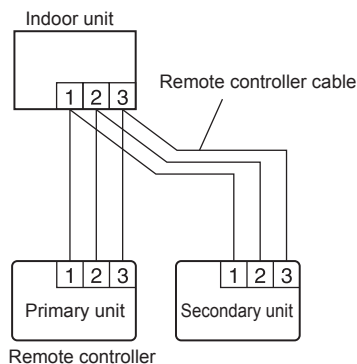 Indoor unit
1 2 3
Remote controller cable
1 2 3
Primary unit
1 2 3
Secondary unit
Remote controller